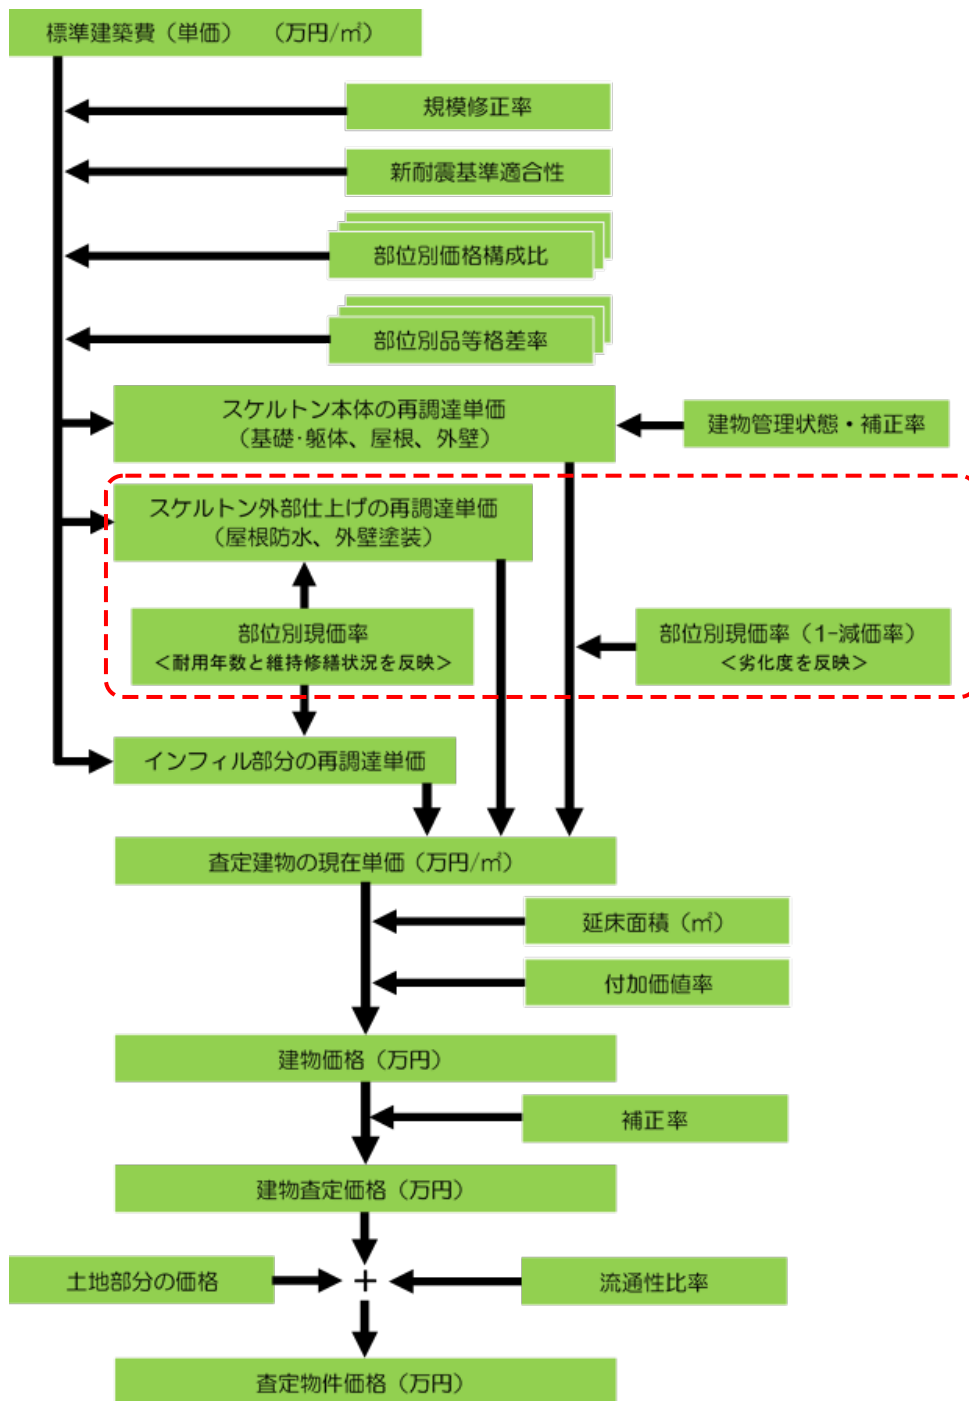 標準建築費（単価）　（万円/㎡）
規模修正率
新耐震基準適合性
部位別価格構成比
部位別品等格差率
スケルトン本体の再調達単価
（基礎･躯体、屋根、外壁）
建物管理状態・補正率
スケルトン外部仕上げの再調達単価
（屋根防水、外壁塗装）
部位別現価率
＜耐用年数と維持修繕状況を反映＞
部位別現価率（1-減価率）
＜劣化度を反映＞
インフィル部分の再調達単価
査定建物の現在単価（万円/㎡）
延床面積（㎡）
付加価値率
建物価格（万円）
補正率
建物査定価格（万円）
土地部分の価格
+
流通性比率
査定物件価格（万円）